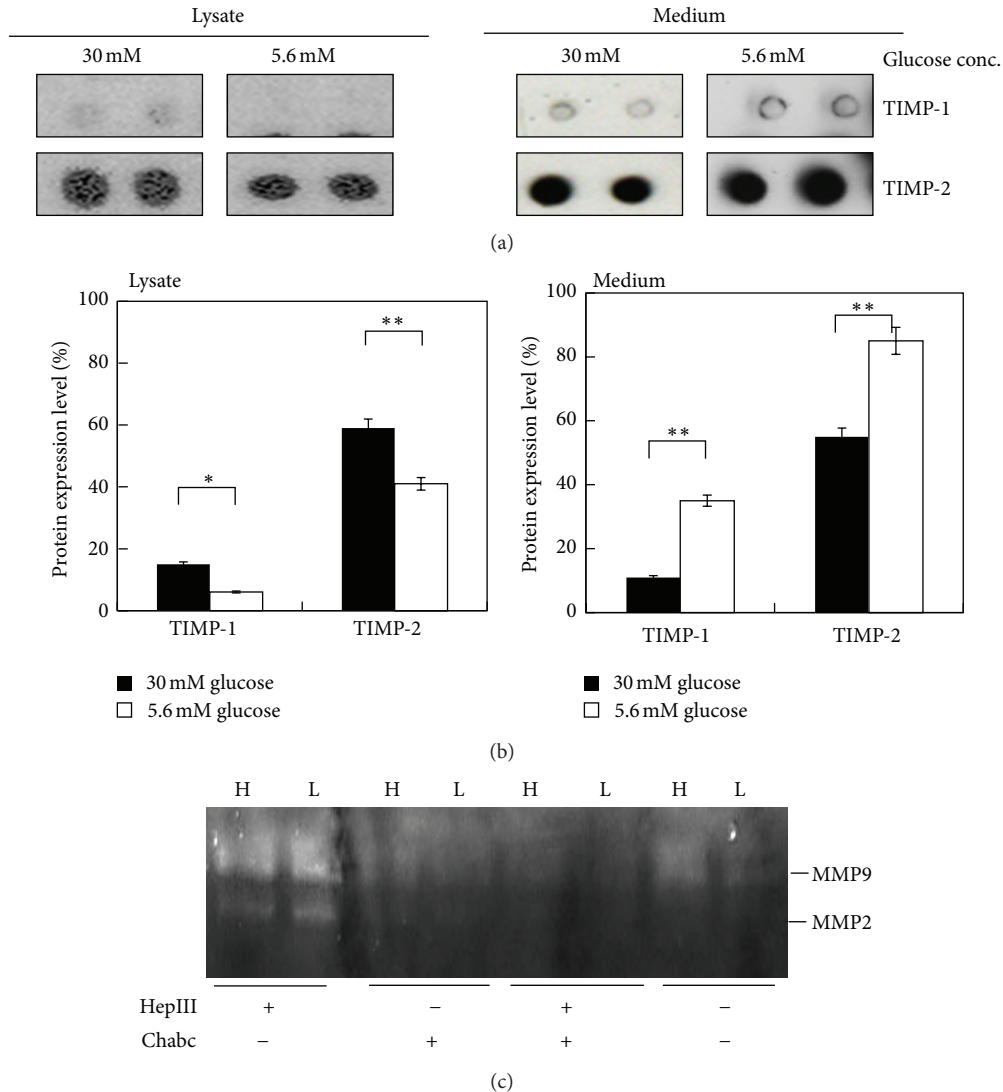 Lysate Medium
30 mM 5.6 mM 30 mM 5.6 mM Glucose conc.
TIMP-1
TIMP-2
(a)
Lysate
100
80
60
40
20
0
Protein expression level (%)
*
**
TIMP-1 TIMP-2
30 mM glucose
5.6 mM glucose
Medium
100
80
60
40
20
0
Protein expression level (%)
**
**
TIMP-1 TIMP-2
30 mM glucose
5.6 mM glucose
(b)
H L H L H L H L
MMP9
MMP2
HepIII + − + −
Chabc − + + −
(c)